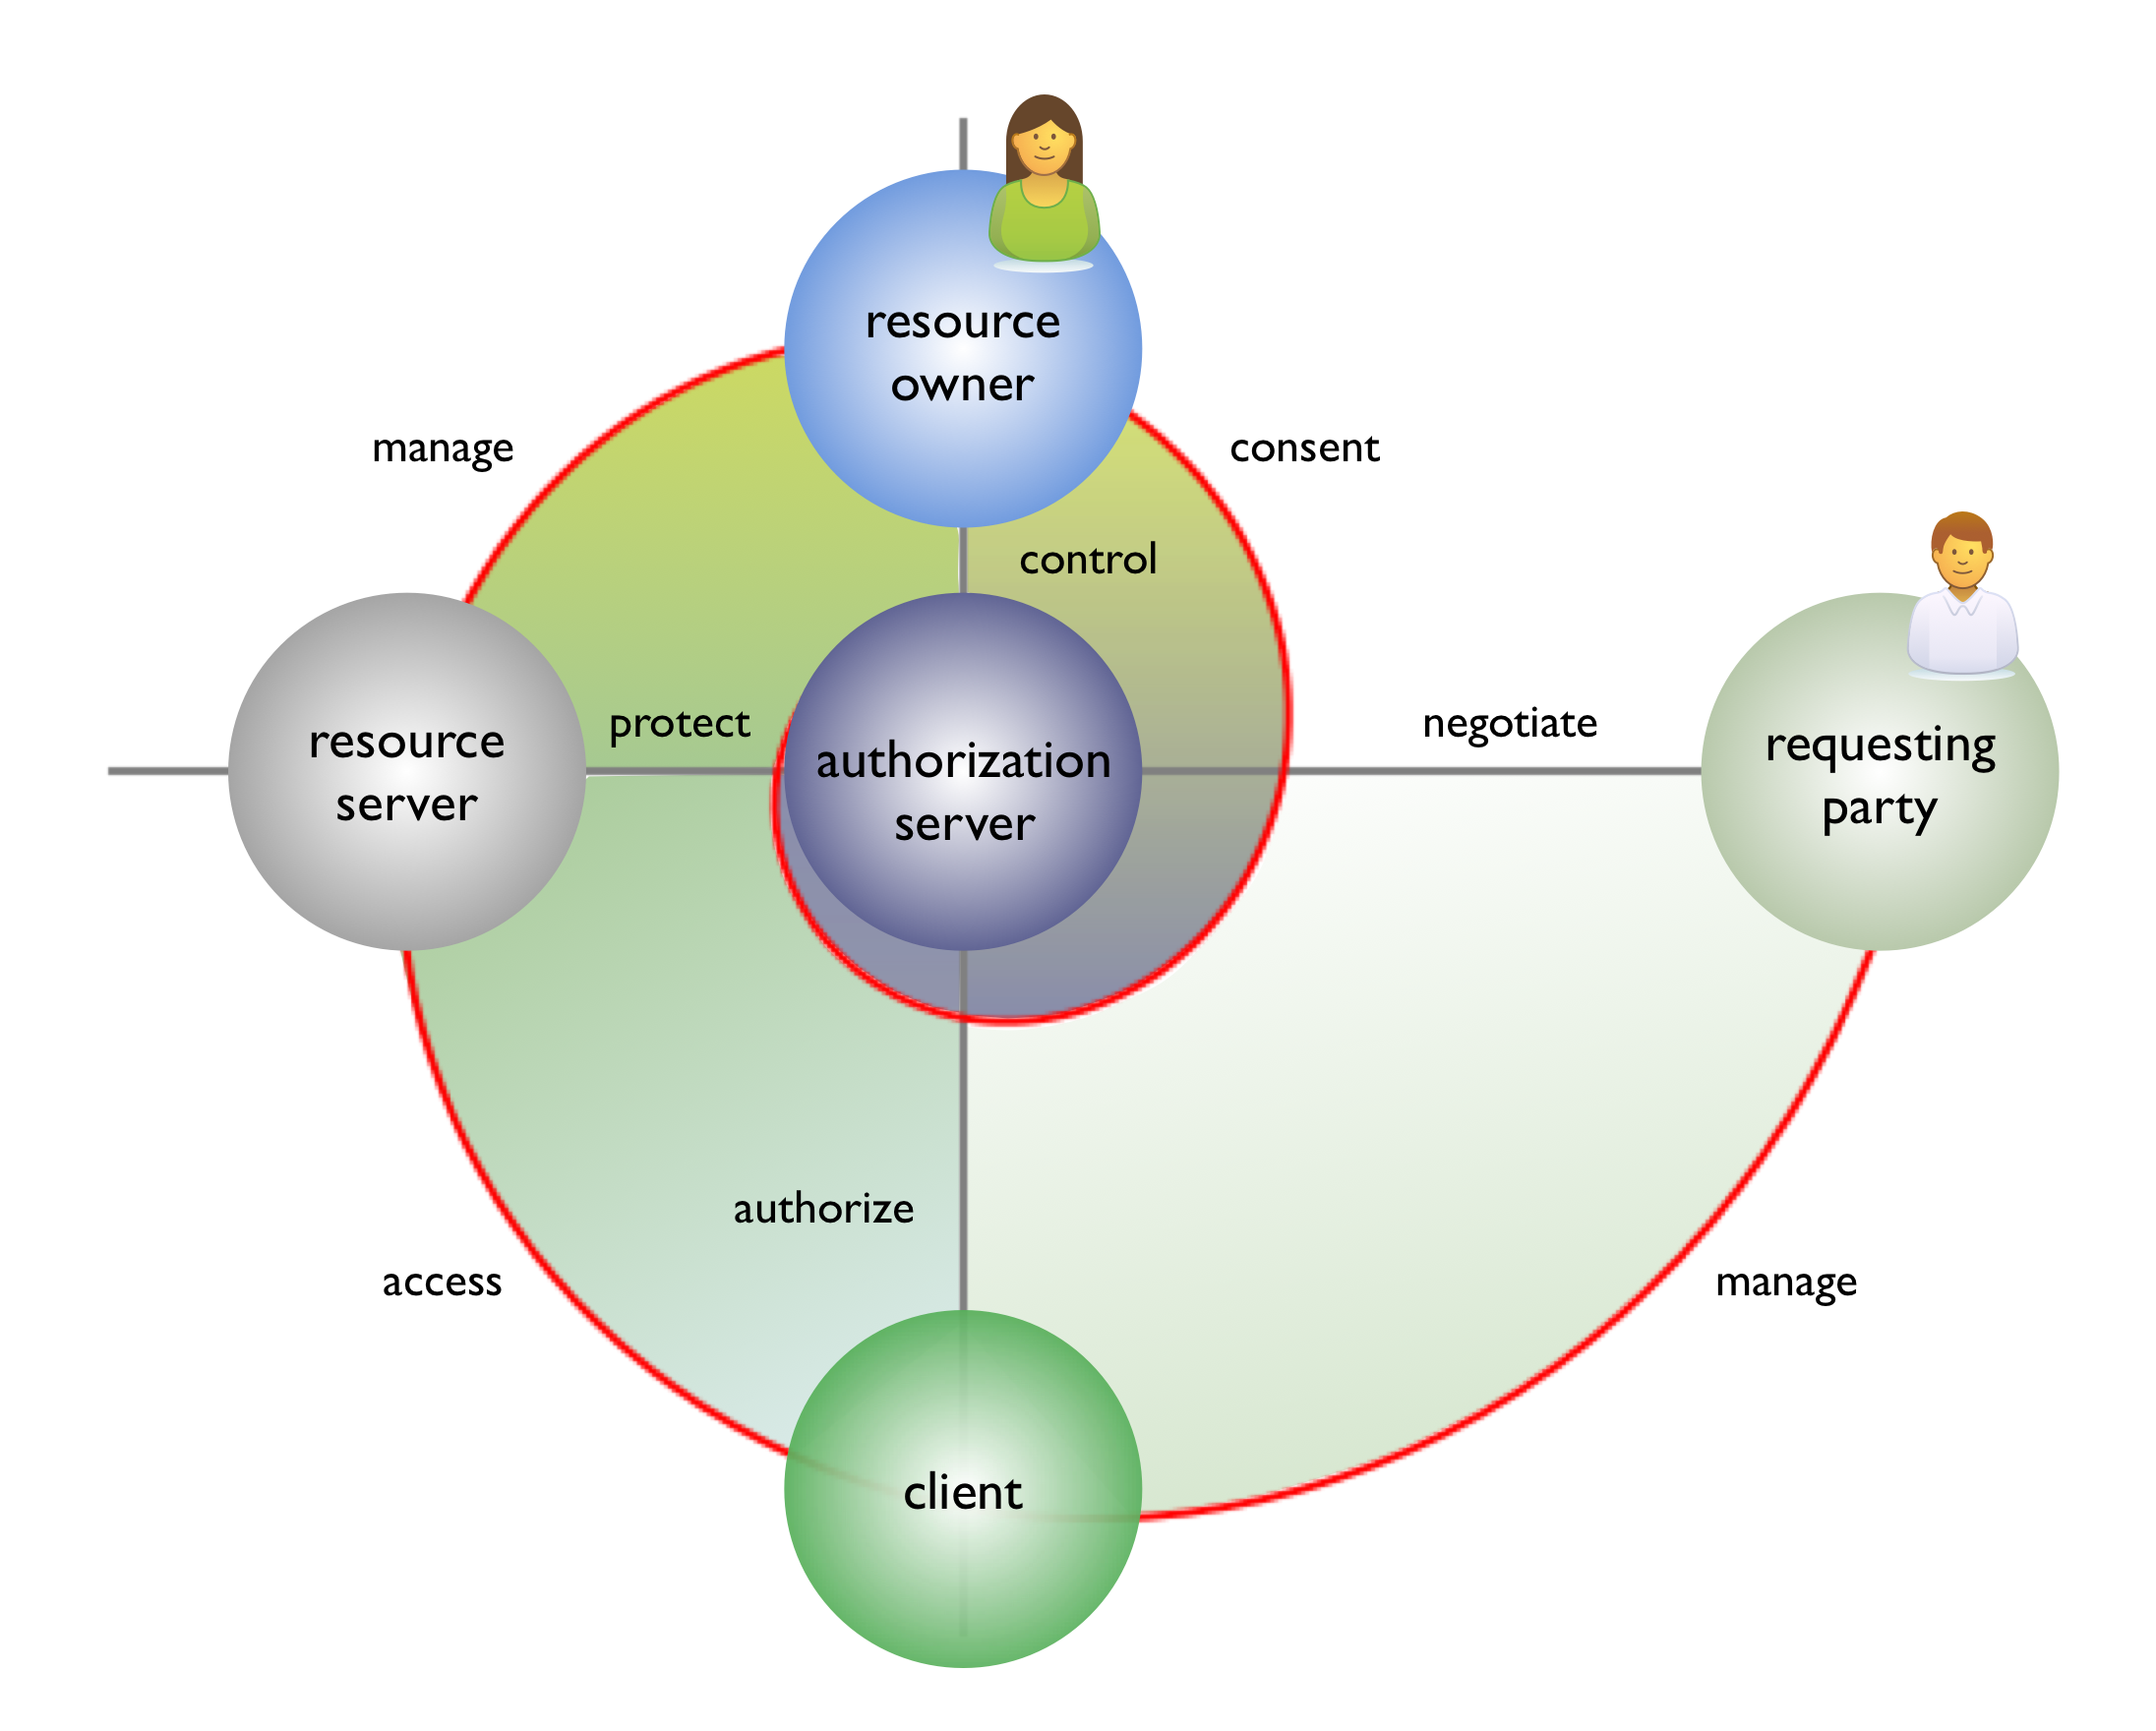 resource
owner
manage
consent
control
resource
server
protect
authorization
server
negotiate
requesting
party
authorize
access
manage
client